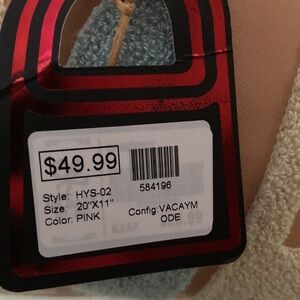 $49.99
584196
Style: HYS-02
Size: 20"X11"
Color: PINK
Config:VACAYM
ODE